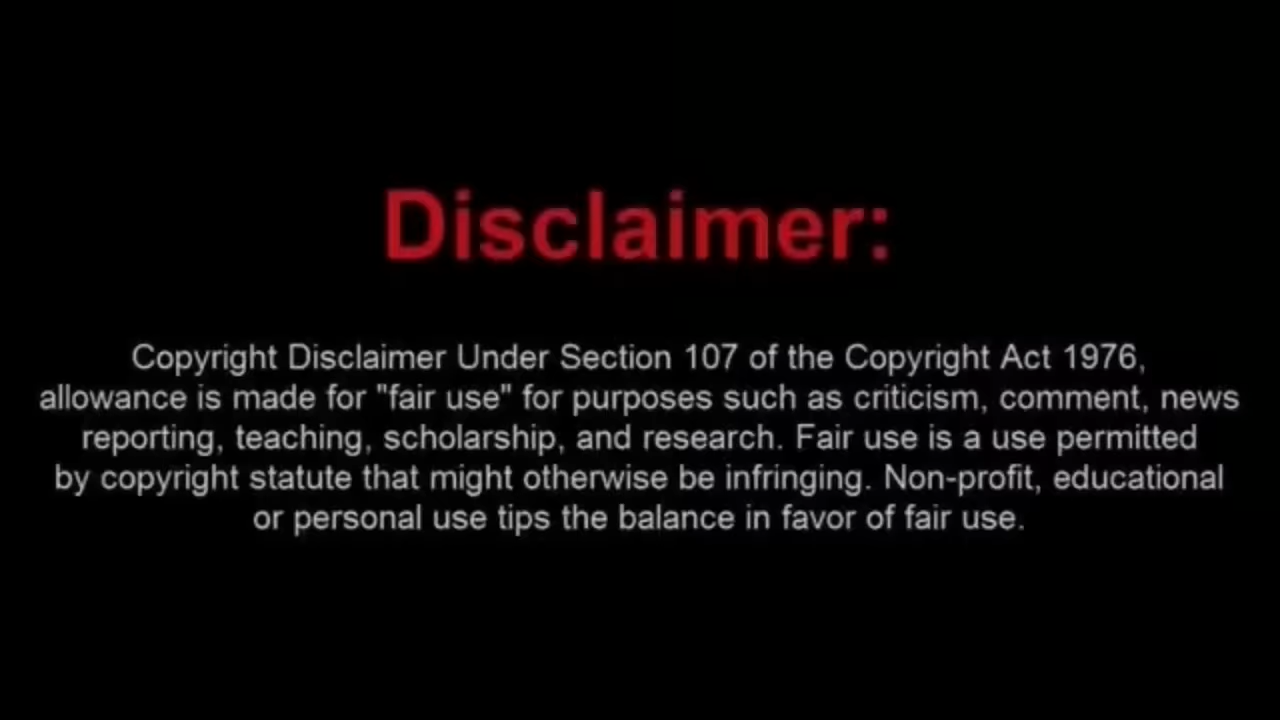 Disclaimer:
Copyright Disclaimer Under Section 107 of the Copyright Act 1976,
allowance is made for "fair use" for purposes such as criticism, comment, news
reporting, teaching, scholarship, and research. Fair use is a use permitted
by copyright statute that might otherwise be infringing. Non-profit, educational
or personal use tips the balance in favor of fair use.